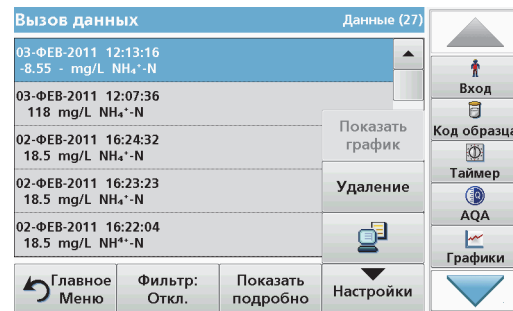 Вызов данных
Данные (27)
03-ФЕВ-2011 12:13:16
-8.55 - mg/L NH₄⁺-N
03-ФЕВ-2011 12:07:36
118 mg/L NH₄⁺-N
02-ФЕВ-2011 16:24:32
18.5 mg/L NH₄⁺-N
02-ФЕВ-2011 16:23:23
18.5 mg/L NH₄⁺-N
02-ФЕВ-2011 16:22:04
18.5 mg/L NH⁴⁺-N
Показать
график
Удаление
Главное
Меню
Фильтр:
Откл.
Показать
подробно
Настройки
Вход
Код образца
Таймер
AQA
Графики